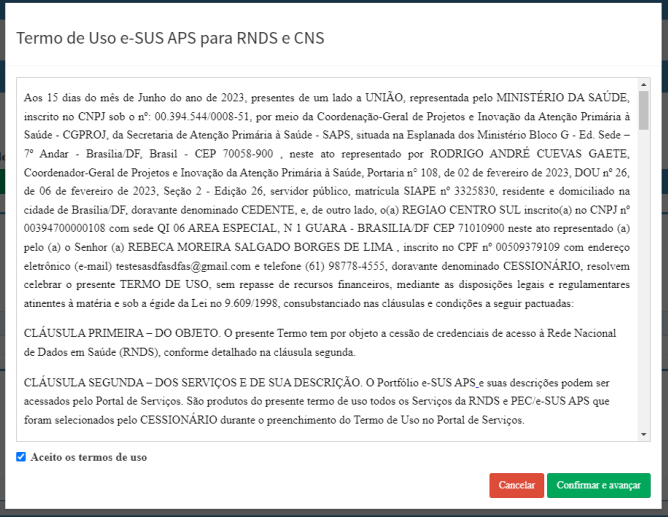 Termo de Uso e-SUS APS para RNDS e CNS
Aos 15 dias do mês de Junho do ano de 2023, presentes de um lado a UNIÃO, representada pelo MINISTÉRIO DA SAÚDE,
inscrito no CNPJ sob o nº: 00.394.544/0008-51, por meio da Coordenação-Geral de Projetos e Inovação da Atenção Primária à
Saúde - CGPROJ, da Secretaria de Atenção Primária à Saúde - SAPS, situada na Esplanada dos Ministério Bloco G - Ed. Sede –
7º Andar - Brasília/DF, Brasil - CEP 70058-900 , neste ato representado por RODRIGO ANDRÉ CUEVAS GAETE,
Coordenador-Geral de Projetos e Inovação da Atenção Primária à Saúde, Portaria nº 108, de 02 de fevereiro de 2023, DOU nº 26,
de 06 de fevereiro de 2023, Seção 2 - Edição 26, servidor público, matrícula SIAPE nº 3325830, residente e domiciliado na
cidade de Brasília/DF, doravante denominado CEDENTE, e, de outro lado, o(a) REGIAO CENTRO SUL inscrito(a) no CNPJ nº
00394700000108 com sede QI 06 AREA ESPECIAL, N 1 GUARA - BRASILIA/DF CEP 71010900 neste ato representado (a)
pelo (a) o Senhor (a) REBECA MOREIRA SALGADO BORGES DE LIMA , inscrito no CPF nº 00509379109 com endereço
eletrônico (e-mail) testesasdfasdfas@gmail.com e telefone (61) 98778-4555, doravante denominado CESSIONÁRIO, resolvem
celebrar o presente TERMO DE USO, sem repasse de recursos financeiros, mediante as disposições legais e regulamentares
atinentes à matéria e sob a égide da Lei no 9.609/1998, consubstanciado nas cláusulas e condições a seguir pactuadas:
CLÁUSULA PRIMEIRA – DO OBJETO. O presente Termo tem por objeto a cessão de credenciais de acesso à Rede Nacional
de Dados em Saúde (RNDS), conforme detalhado na cláusula segunda.
CLÁUSULA SEGUNDA – DOS SERVIÇOS E DE SUA DESCRIÇÃO. O Portfólio e-SUS APS e suas descrições podem ser
acessados pelo Portal de Serviços. São produtos do presente termo de uso todos os Serviços da RNDS e PEC/e-SUS APS que
foram selecionados pelo CESSIONÁRIO durante o preenchimento do Termo de Uso no Portal de Serviços.
Aceito os termos de uso
Cancelar Confirmar e avançar